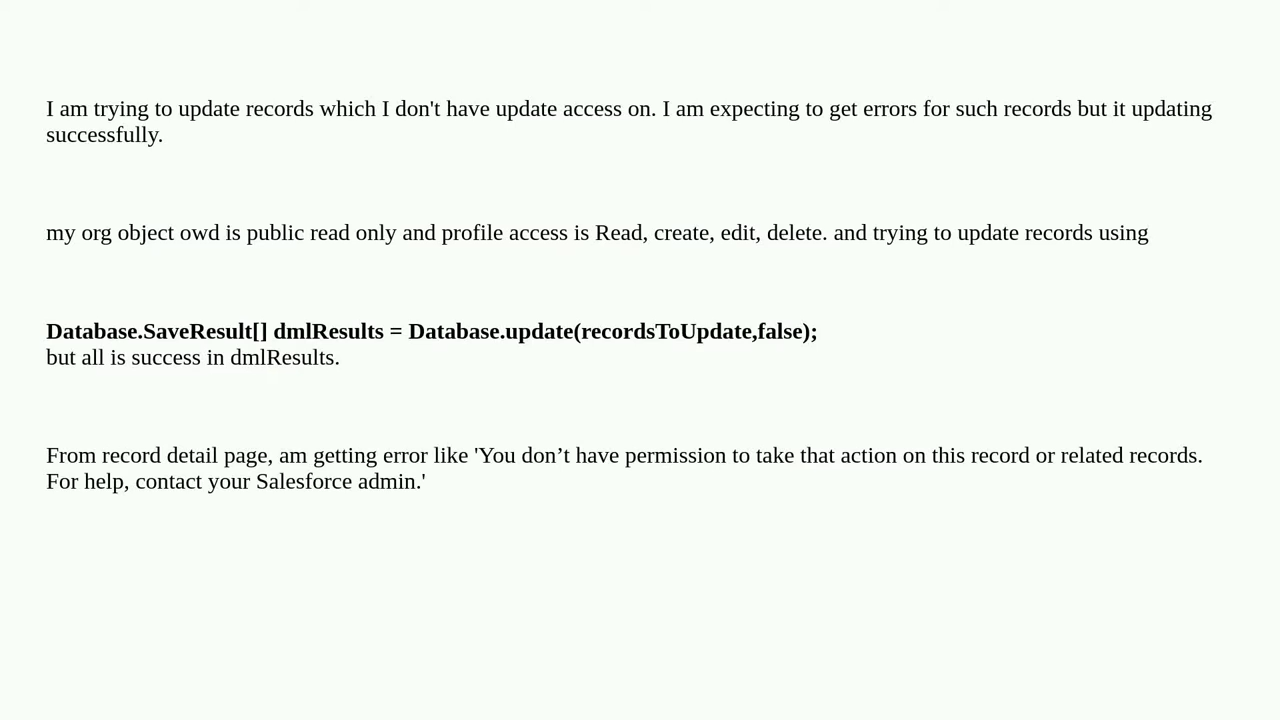 I am trying to update records which I don't have update access on. I am expecting to get errors for such records but it updating
successfully.
my org object owd is public read only and profile access is Read, create, edit, delete. and trying to update records using
Database.SaveResult[] dmlResults = Database.update(recordsToUpdate,false);
but all is success in dmlResults.
From record detail page, am getting error like 'You don’t have permission to take that action on this record or related records.
For help, contact your Salesforce admin.'